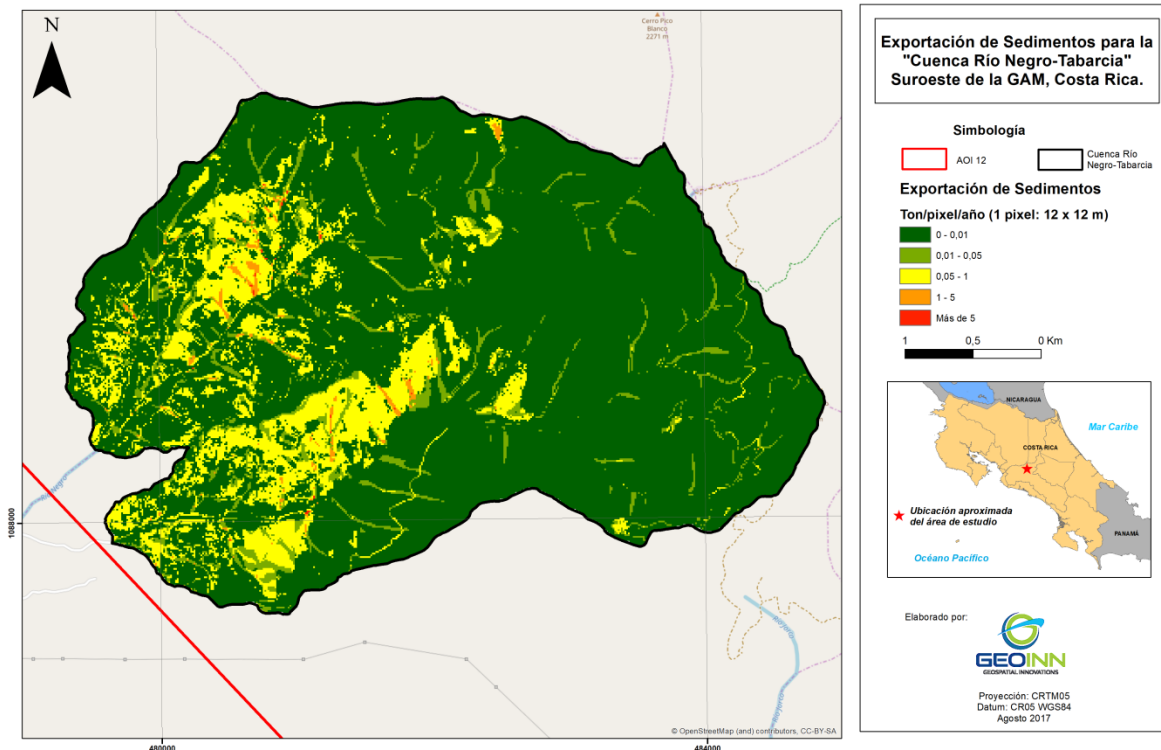 N
Cerro Pico
Blanco
2271 m
1088000
480000
484000
© OpenStreetMap (and) contributors, CC-BY-SA
Exportación de Sedimentos para la
"Cuenca Río Negro-Tabarcia"
Suroeste de la GAM, Costa Rica.
Simbología
AOI 12
Cuenca Río
Negro-Tabarcia
Exportación de Sedimentos
Ton/pixel/año (1 pixel: 12 x 12 m)
0 - 0,01
0,01 - 0,05
0,05 - 1
1 - 5
Más de 5
1 0,5 0 Km
NICARAGUA
Mar Caribe
COSTA RICA
Ubicación aproximada
del área de estudio
PANAMÁ
Océano Pacífico
Elaborado por:
GEOINN
GEOSPATIAL INNOVATIONS
Proyección: CRTM05
Datum: CR05 WGS84
Agosto 2017